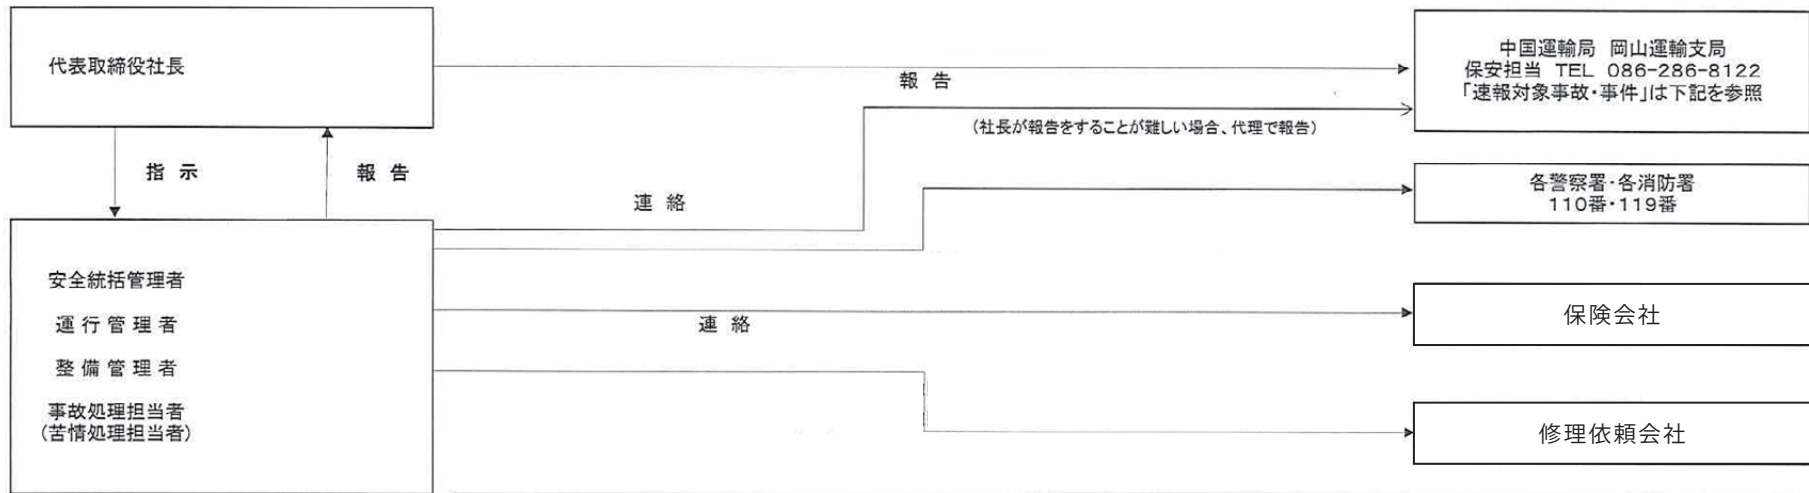 代表取締役社長
報 告
中国運輸局 岡山運輸支局
保安担当 TEL 086-286-8122
「速報対象事故・事件」は下記を参照
(社長が報告をすることが難しい場合、代理で報告)
指 示
報 告
連 絡
各警察署・各消防署
110番・119番
安全統括管理者
運 行 管 理 者
整 備 管 理 者
事故処理担当者
(苦情処理担当者)
連 絡
保険会社
修理依頼会社